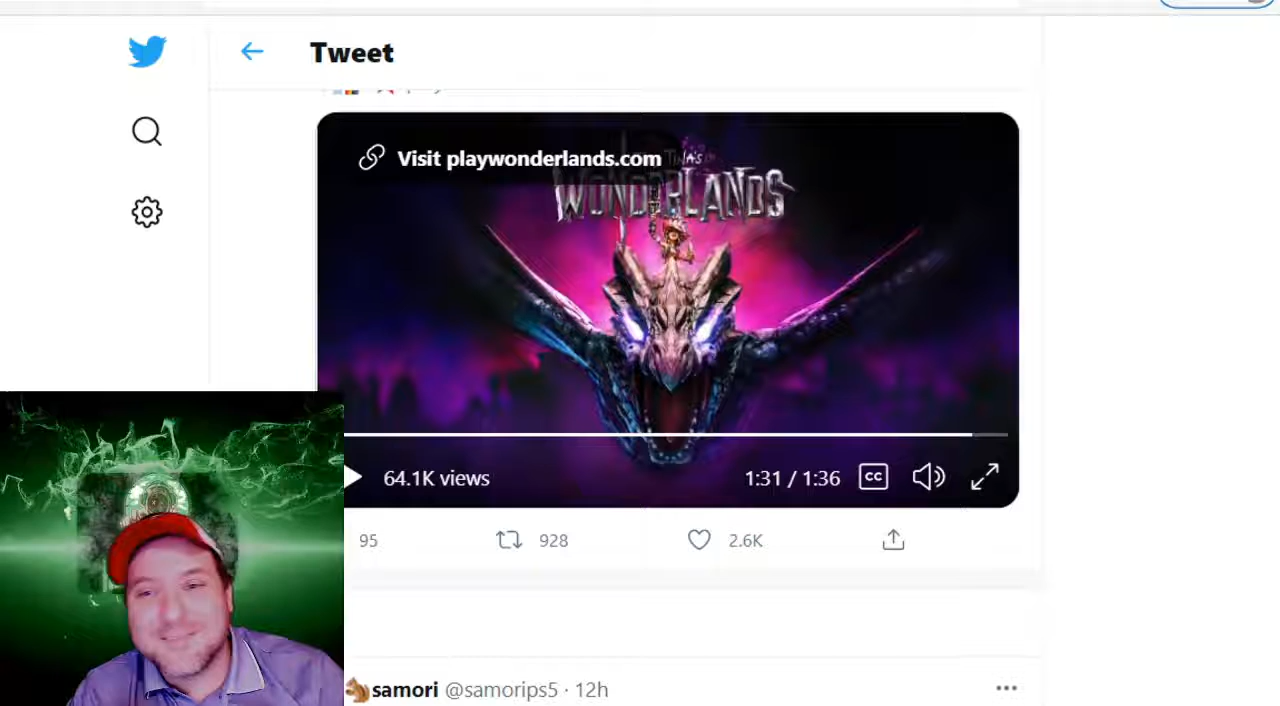 Tweet
Visit playwonderlands.com
TINA'S
WONDERLANDS
64.1K views
1:31 / 1:36
CC
95
928
2.6K
samori @samorips5 · 12h